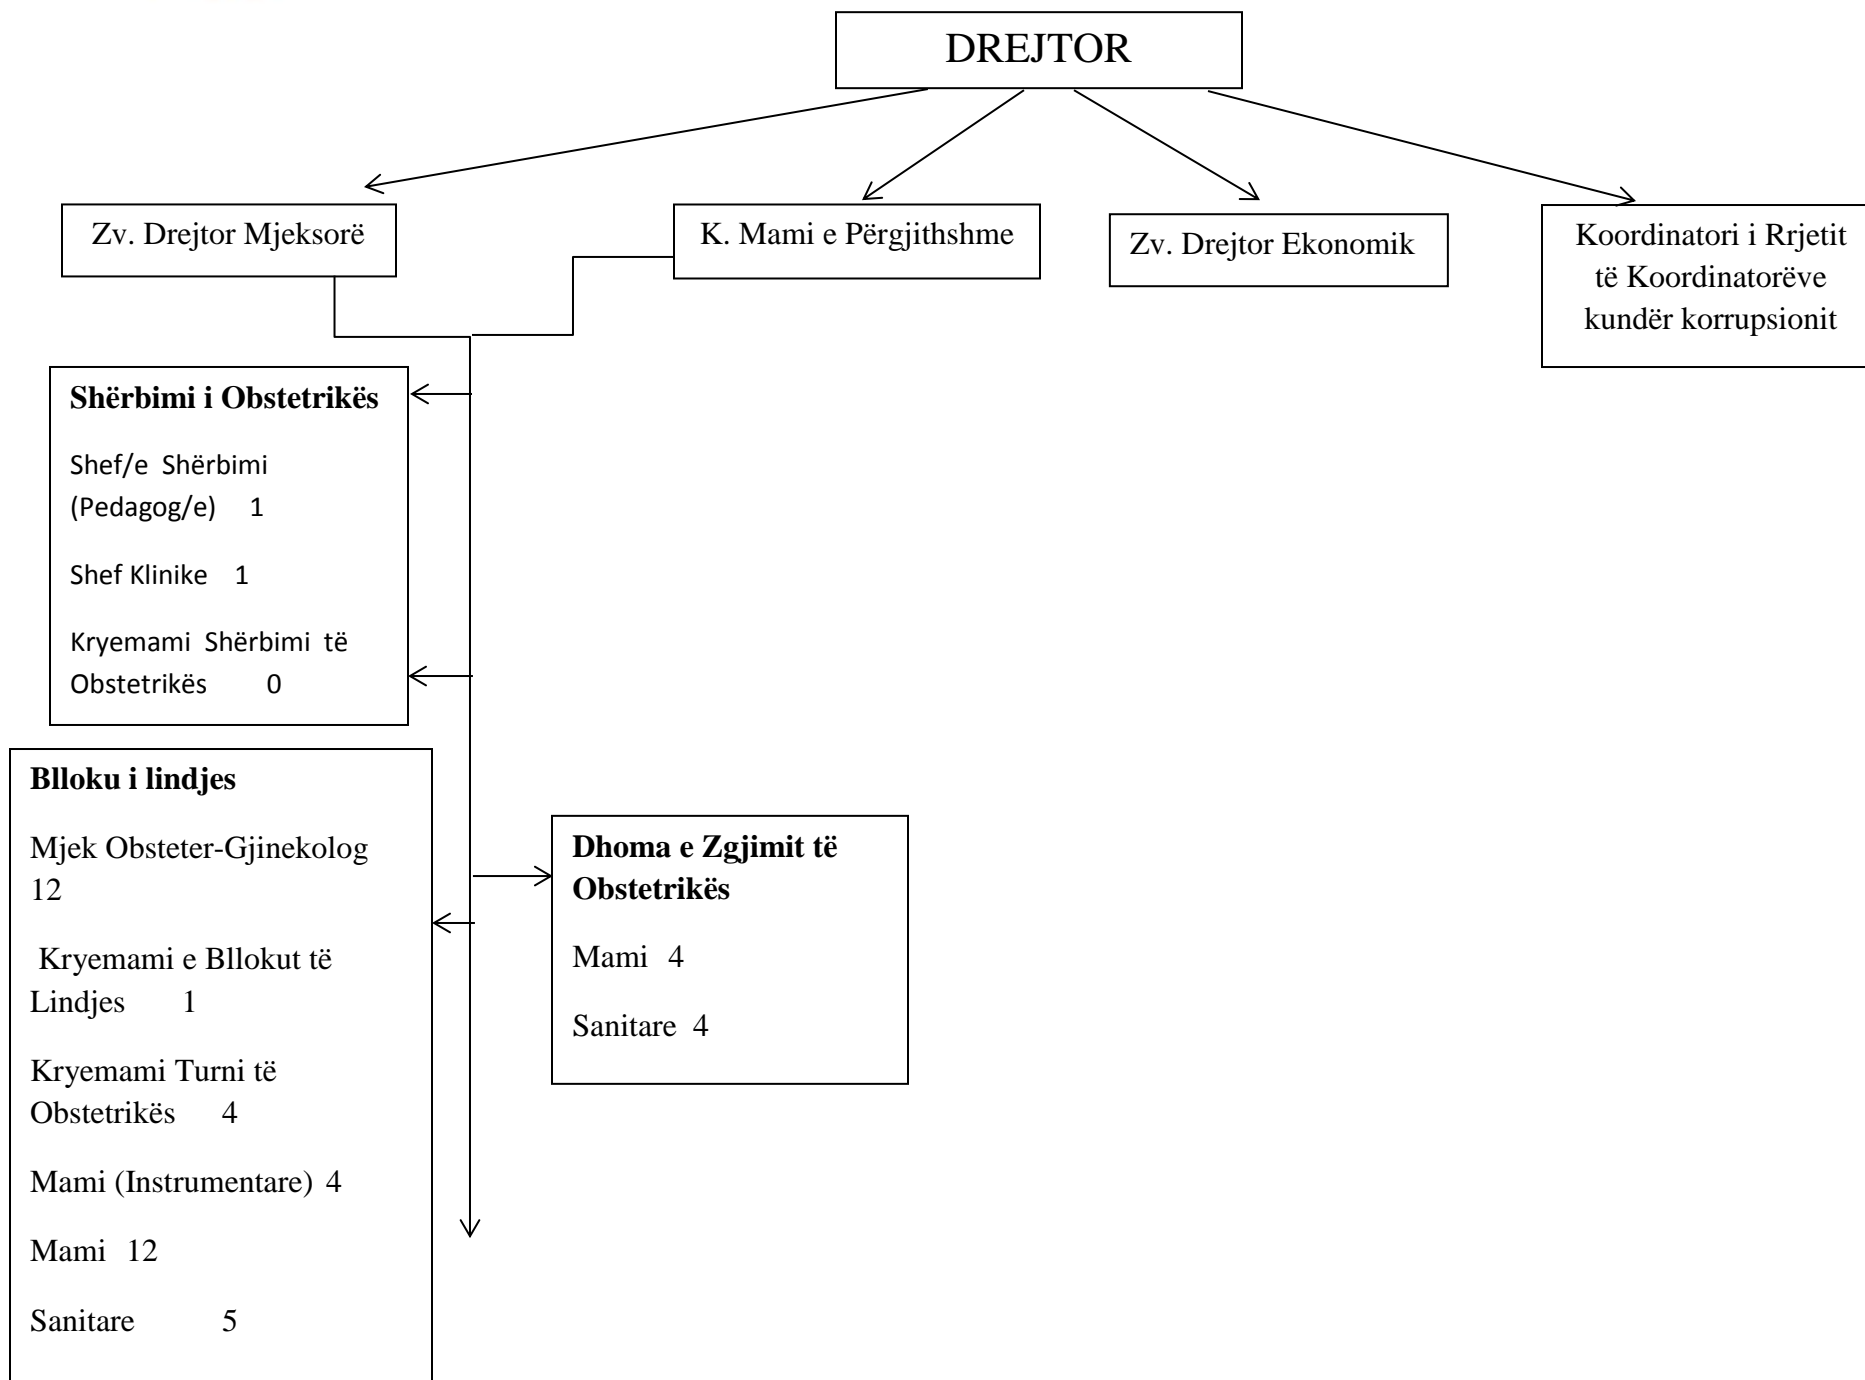 DREJTOR
Zv. Drejtor Mjeksorë
K. Mami e Përgjithshme
Zv. Drejtor Ekonomik
Koordinatori i Rrjetit
të Koordinatorëve
kundër korrupsionit
Shërbimi i Obstetrikës
Shef/e Shërbimi
(Pedagog/e) 1
Shef Klinike 1
Kryemami Shërbimi të
Obstetrikës 0
Blloku i lindjes
Mjek Obsteter-Gjinekolog
12
Kryemami e Bllokut të
Lindjes 1
Kryemami Turni të
Obstetrikës 4
Mami (Instrumentare) 4
Mami 12
Sanitare 5
Dhoma e Zgjimit të
Obstetrikës
Mami 4
Sanitare 4